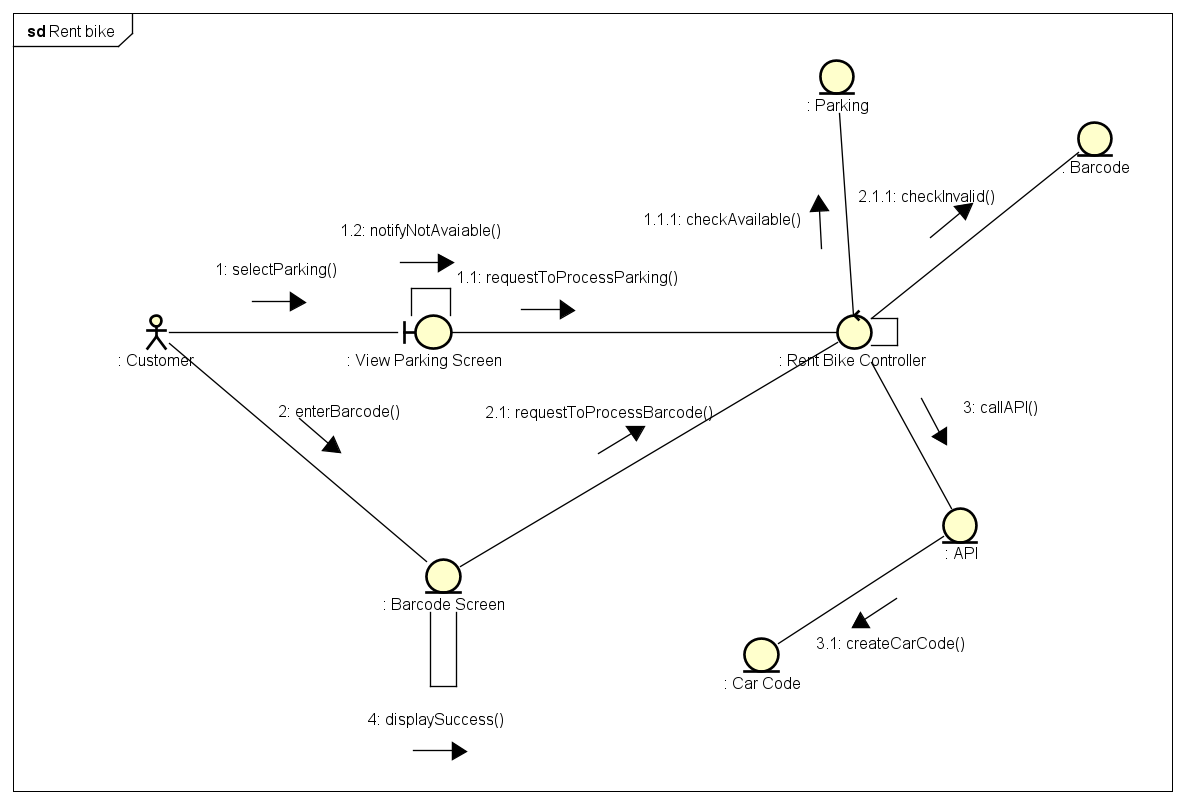 sd Rent bike
: Parking
: Barcode
2.1.1: checkInvalid()
1.1.1: checkAvailable()
1.2: notifyNotAvaiable()
1: selectParking()
1.1: requestToProcessParking()
: Customer
: View Parking Screen
: Rent Bike Controller
2: enterBarcode()
2.1: requestToProcessBarcode()
3: callAPI()
: API
: Barcode Screen
3.1: createCarCode()
: Car Code
4: displaySuccess()